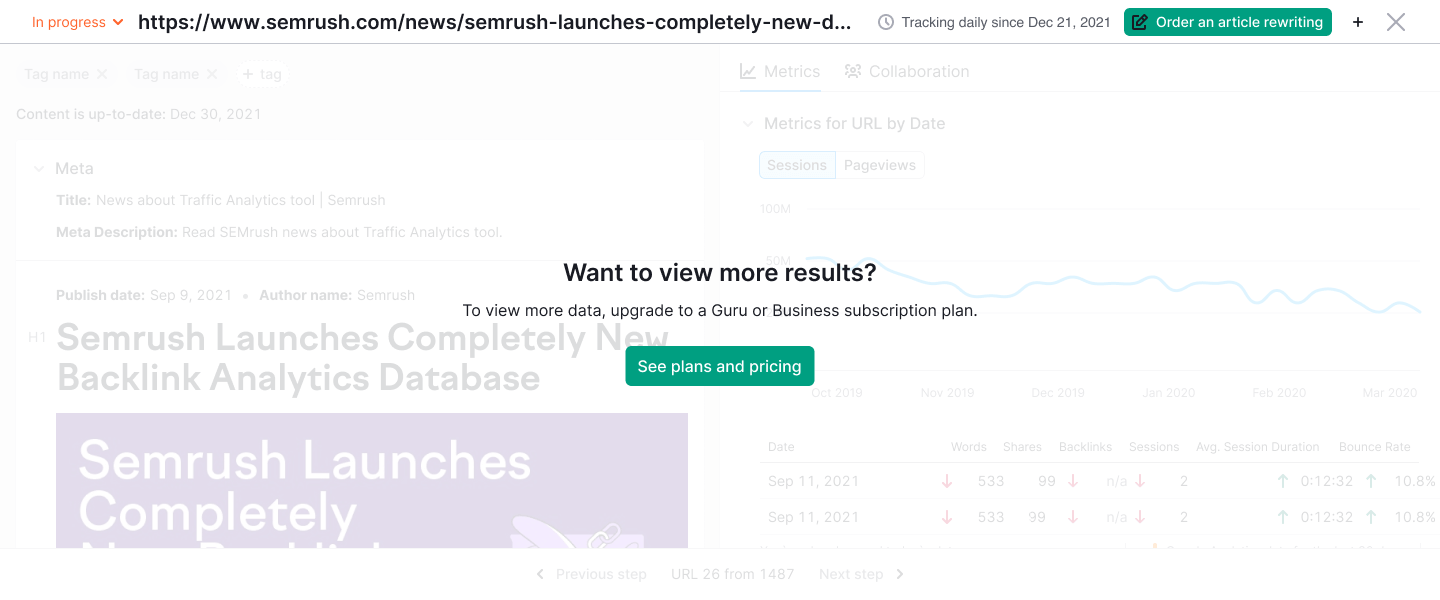 In progress https://www.semrush.com/news/semrush-launches-completely-new-d... Tracking daily since Dec 21, 2021 Order an article rewriting +
Tag name Tag name + tag
Content is up-to-date: Dec 30, 2021
Meta
Title: News about Traffic Analytics tool | Semrush
Meta Description: Read SEMrush news about Traffic Analytics tool.
Publish date: Sep 9, 2021 • Author name: Semrush
H1 Semrush Launches Completely New
Backlink Analytics Database
Semrush Launches
Completely
New Backlink
Metrics Collaboration
Metrics for URL by Date
Sessions Pageviews
100M
50M
Oct 2019 Nov 2019 Dec 2019 Jan 2020 Feb 2020 Mar 2020
Date Words Shares Backlinks Sessions Avg. Session Duration Bounce Rate
Sep 11, 2021 ↓ 533 99 ↓ n/a ↓ 2 ↑ 0:12:32 ↑ 10.8%
Sep 11, 2021 ↓ 533 99 ↓ n/a ↓ 2 ↑ 0:12:32 ↑ 10.8%
Want to view more results?
To view more data, upgrade to a Guru or Business subscription plan.
See plans and pricing
Previous step URL 26 from 1487 Next step